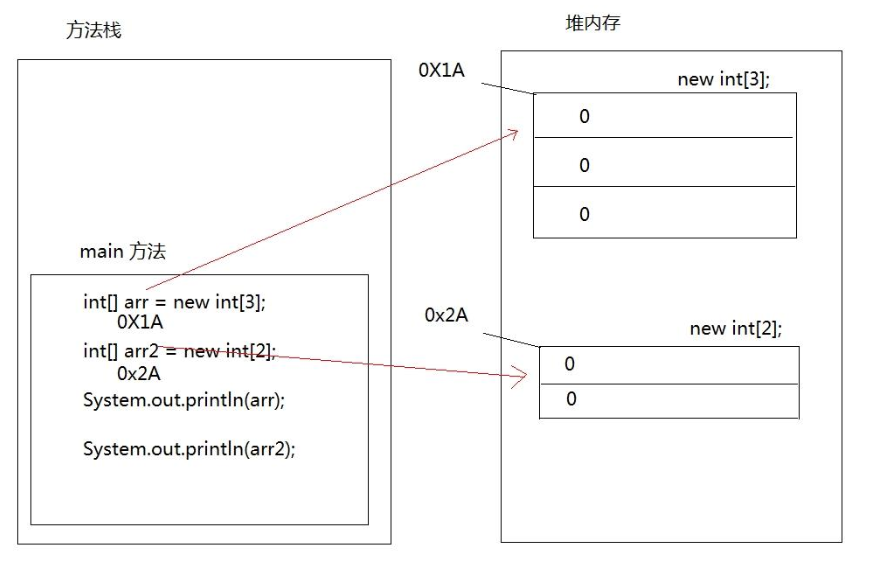 方法栈
堆内存
0X1A
new int[3];
0
0
0
main 方法
int[] arr = new int[3];
0X1A
int[] arr2 = new int[2];
0x2A
System.out.println(arr);
System.out.println(arr2);
0x2A
new int[2];
0
0